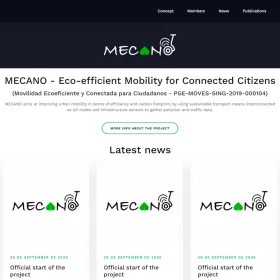 Concept Members News Publications
MECANO
MECANO - Eco-efficient Mobility for Connected Citizens
(Movilidad Ecoeficiente y Conectada para Ciudadanos - PGE-MOVES-SING-2019-000104)
MECANO aims at improving urban mobility in terms of efficiency and carbon footprint, by using sustainable transport means interconnected
as IoT nodes and infrastructure sensors to gather pollution and traffic data.
MORE INFO ABOUT THE PROJECT
Latest news
MECANO MECANO MECANO
28 DE SEPTEMBER DE 2020 28 DE SEPTEMBER DE 2020 28 DE SEPTEMBER DE 2020
Official start of the Official start of the Official start of the
project project project